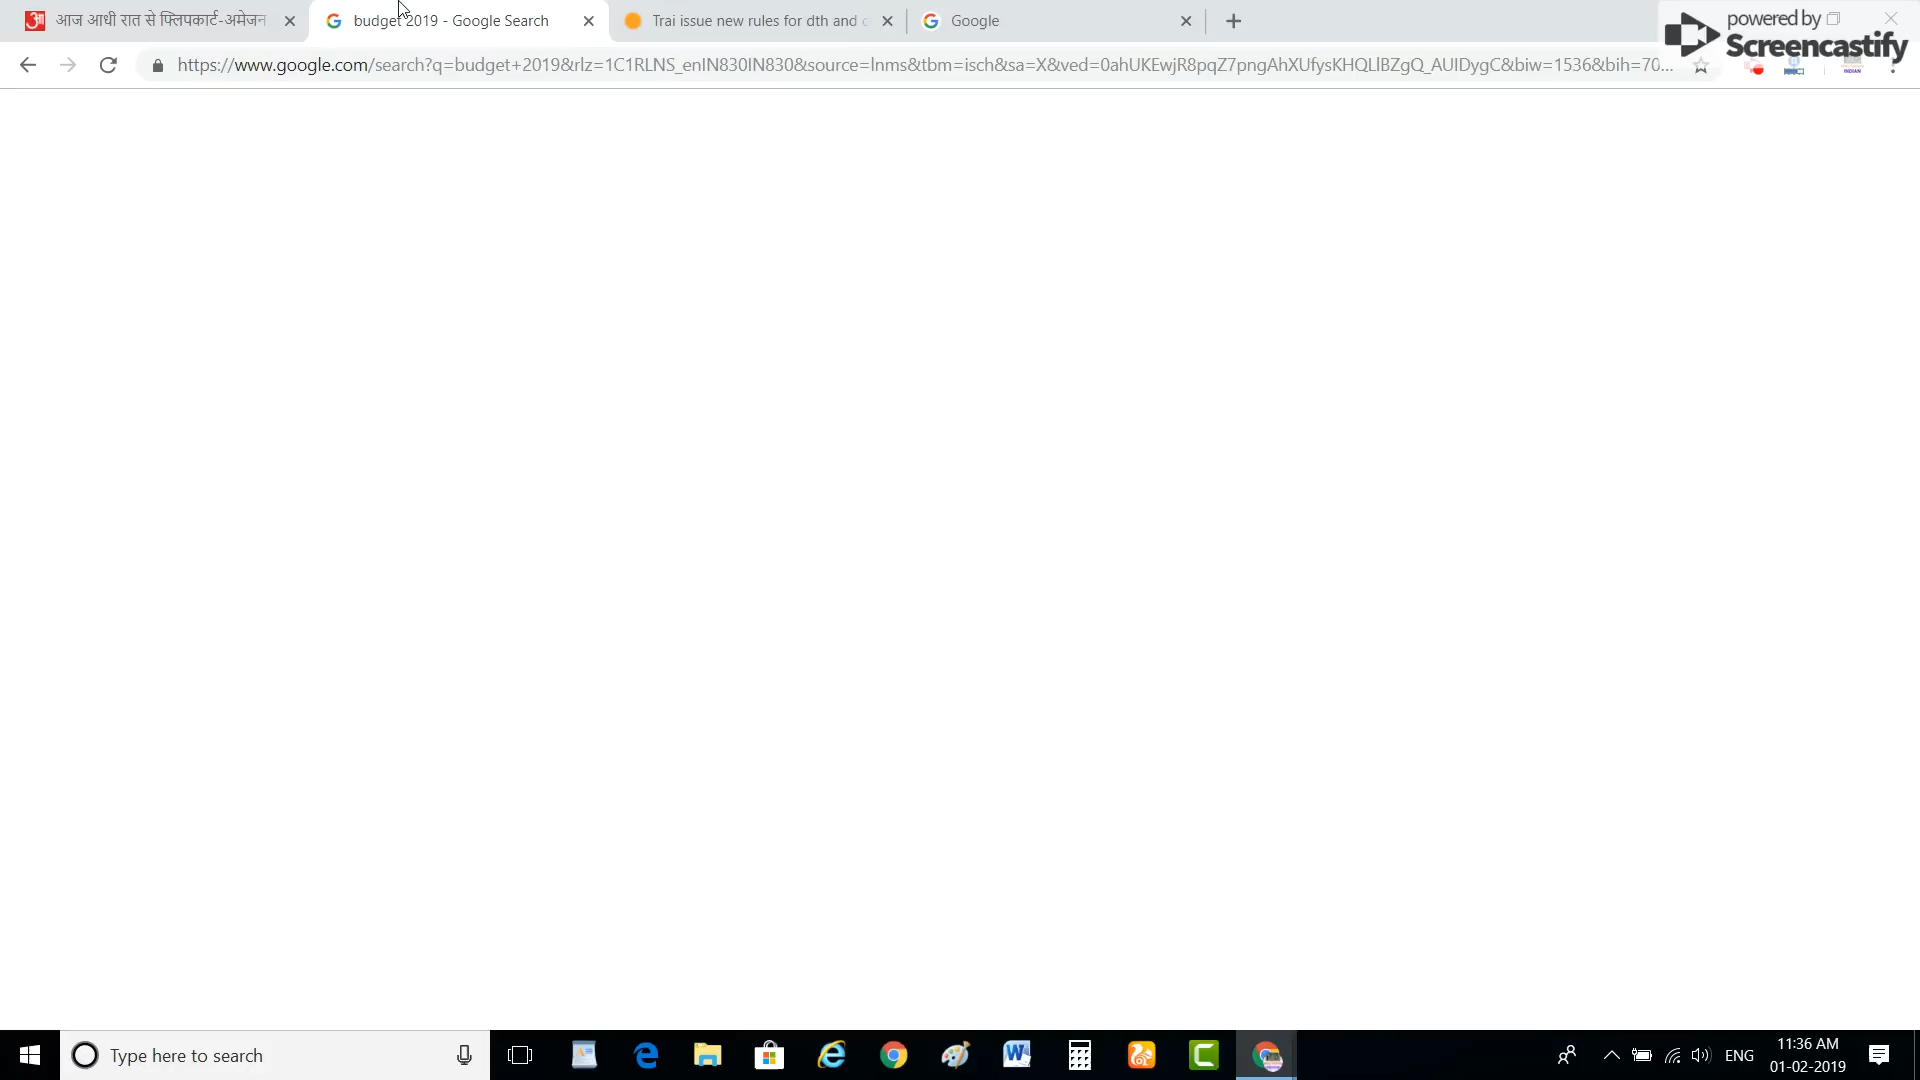 आज आधी रात से फ्लिपकार्ट-अमेजन
budget 2019 - Google Search
Trai issue new rules for dth and c
Google
powered by
Screencastify
https://www.google.com/search?q=budget+2019&rlz=1C1RLNS_enIN830IN830&source=lnms&tbm=isch&sa=X&ved=0ahUKEwjR8pqZ7pngAhXUfysKHQLlBZgQ_AUIDygC&biw=1536&bih=70...
Type here to search
ENG
11:36 AM
01-02-2019